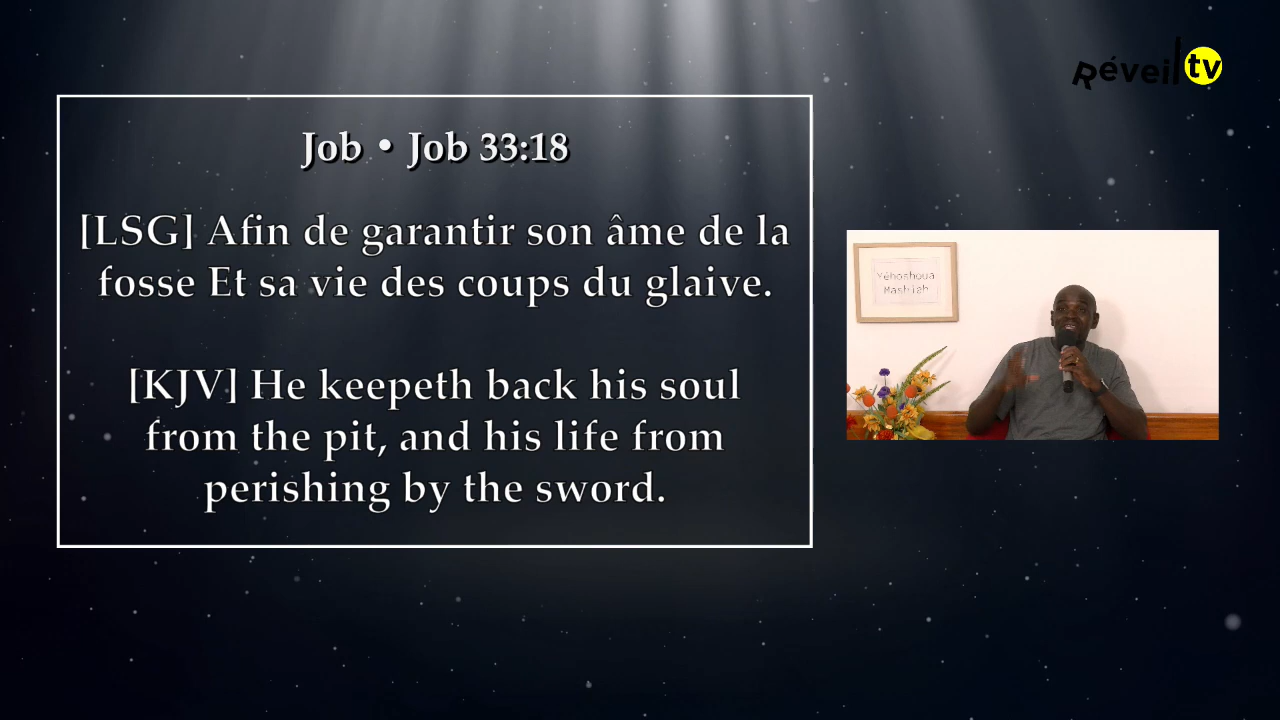 Réveil tv
Job • Job 33:18
[LSG] Afin de garantir son âme de la
fosse Et sa vie des coups du glaive.
[KJV] He keepeth back his soul
from the pit, and his life from
perishing by the sword.
Yéhoshoua
Mashiah